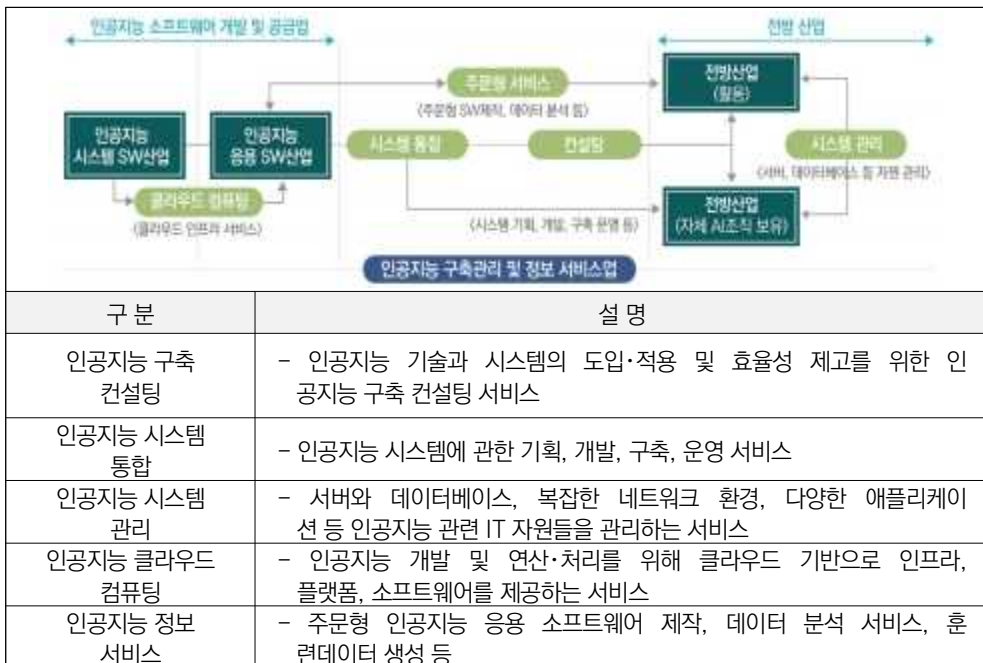 인공지능 소프트웨어 개발 및 공급업
전방 산업
주문형 서비스
(주문형 SW제작, 데이터 분석 등)
전방산업
(활용)
인공지능
시스템 SW산업
인공지능
응용 SW산업
시스템 통합
컨설팅
시스템 관리
(서버, 데이터베이스 등 자원 관리)
클라우드 컴퓨팅
(클라우드 인프라 서비스)
(시스템 기획, 개발, 구축 운영 등)
전방산업
(자체 AI조직 보유)
인공지능 구축관리 및 정보 서비스업
구 분
설 명
인공지능 구축
컨설팅
- 인공지능 기술과 시스템의 도입·적용 및 효율성 제고를 위한 인
공지능 구축 컨설팅 서비스
인공지능 시스템
통합
- 인공지능 시스템에 관한 기획, 개발, 구축, 운영 서비스
인공지능 시스템
관리
- 서버와 데이터베이스, 복잡한 네트워크 환경, 다양한 애플리케이
션 등 인공지능 관련 IT 자원들을 관리하는 서비스
인공지능 클라우드
컴퓨팅
- 인공지능 개발 및 연산·처리를 위해 클라우드 기반으로 인프라,
플랫폼, 소프트웨어를 제공하는 서비스
인공지능 정보
서비스
- 주문형 인공지능 응용 소프트웨어 제작, 데이터 분석 서비스, 훈
련데이터 생성 등